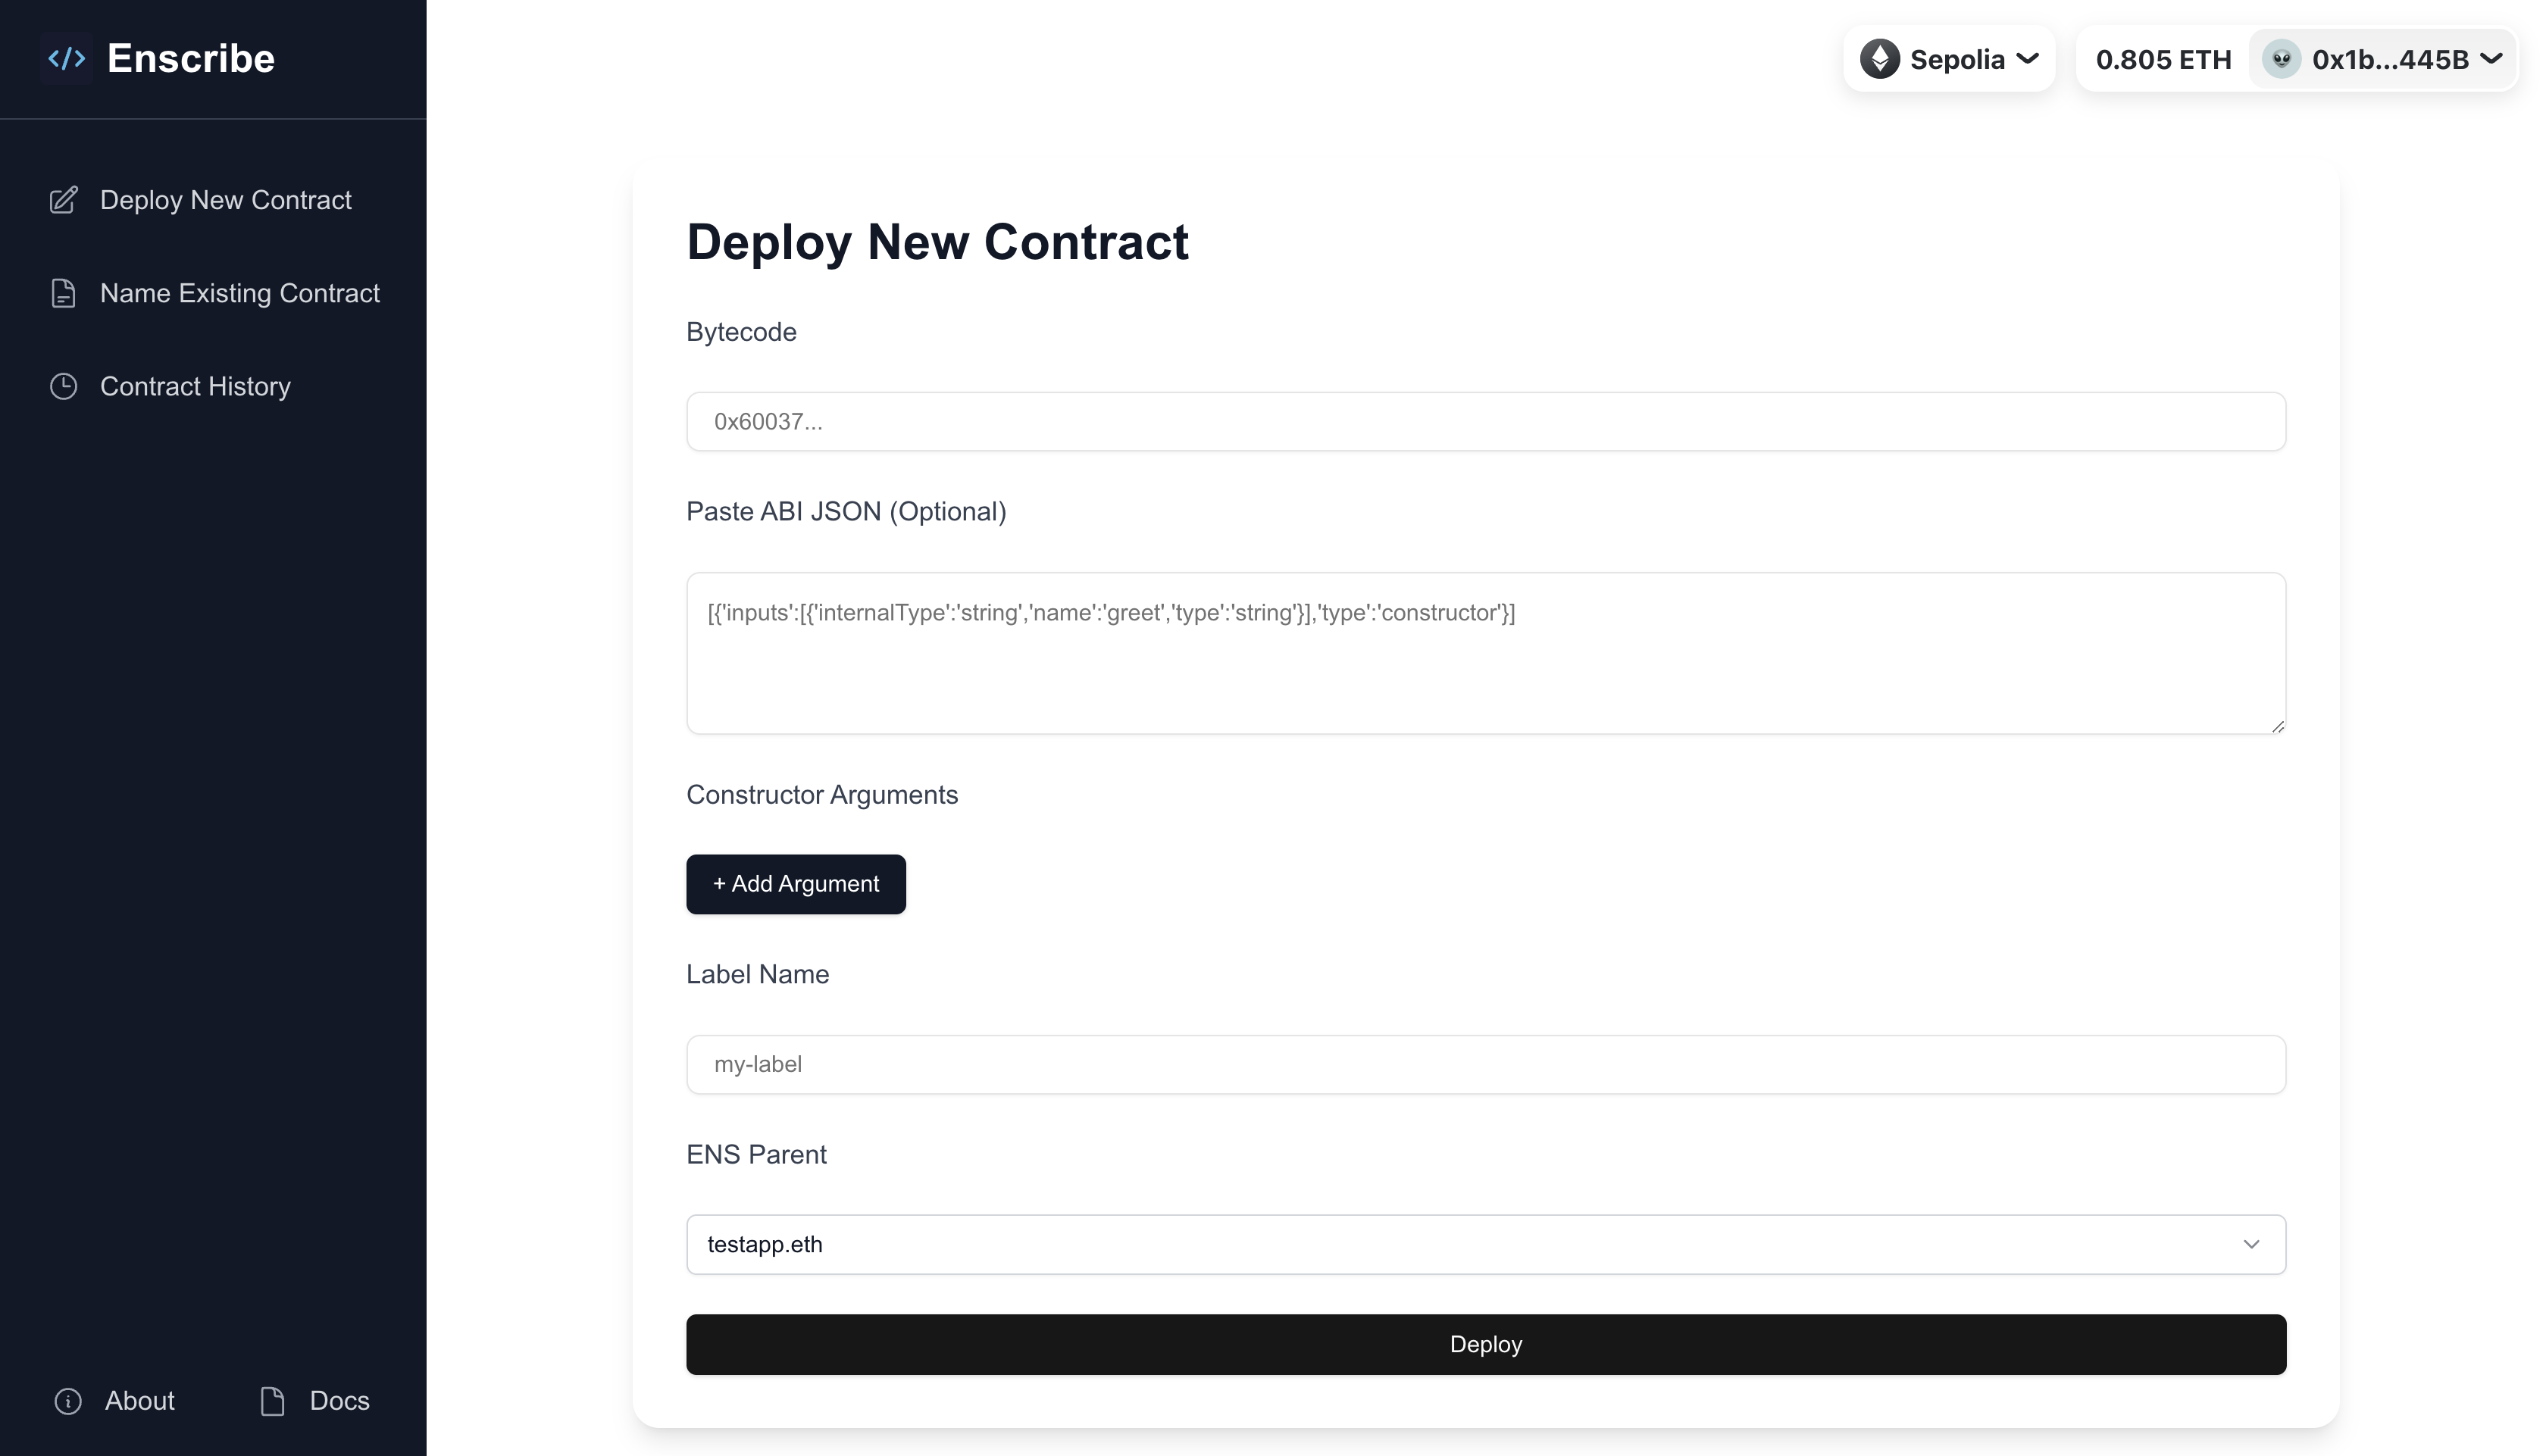 Enscribe
Sepolia
0.805 ETH
0x1b...445B
Deploy New Contract
Name Existing Contract
Contract History
About
Docs
Deploy New Contract
Bytecode
0x60037...
Paste ABI JSON (Optional)
[{'inputs':[{'internalType':'string','name':'greet','type':'string'}],'type':'constructor'}]
Constructor Arguments
+ Add Argument
Label Name
my-label
ENS Parent
testapp.eth
Deploy